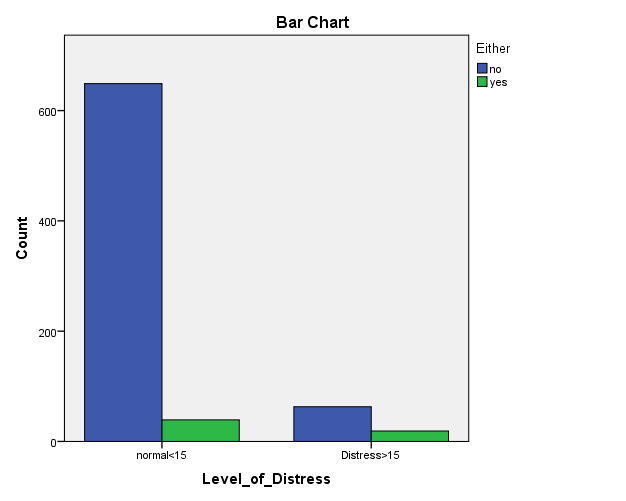 Bar Chart
Either
no
yes
600
400
200
0
Count
normal<15
Distress>15
Level_of_Distress